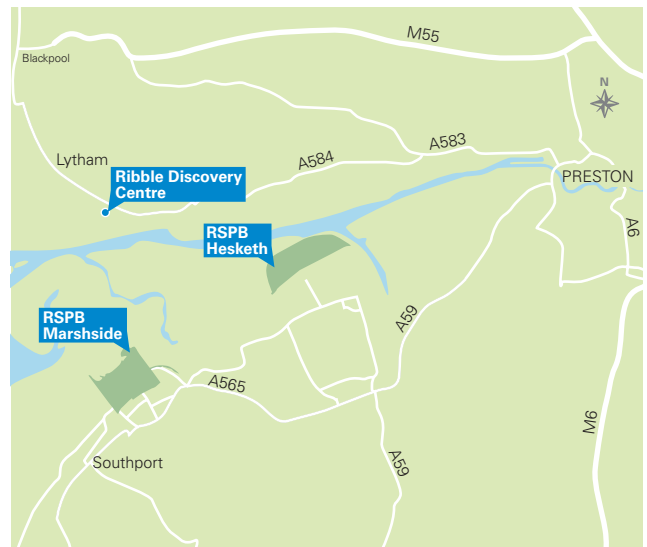 M55
Blackpool
N
A583
Lytham
A584
Ribble Discovery
Centre
PRESTON
RSPB
Hesketh
A6
RSPB
Marshside
A59
A565
M6
Southport
A59